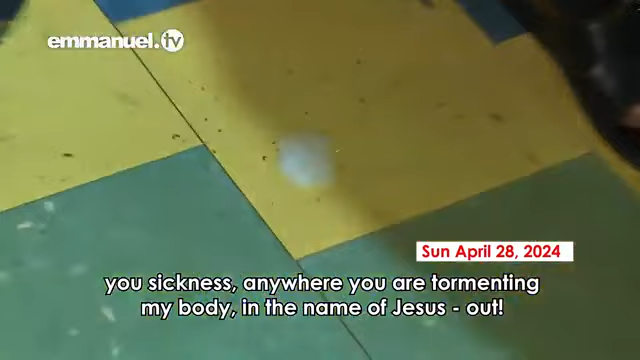 emmanuel.tv
Sun April 28, 2024
you sickness, anywhere you are tormenting
my body, in the name of Jesus - out!